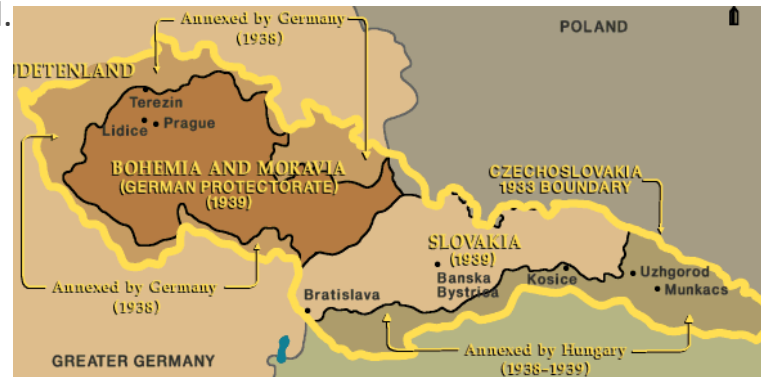 Annexed by Germany
(1938)
POLAND
UDETENLAND
Terezin
Lidice
Prague
BOHEMIA AND MORAVIA
(GERMAN PROTECTORATE)
(1939)
CZECHOSLOVAKIA
1933 BOUNDARY
SLOVAKIA
(1939)
Banska
Bystrica
Kosice
Uzhgorod
Munkacs
Annexed by Germany
(1938)
Bratislava
Annexed by Hungary
(1938-1939)
GREATER GERMANY